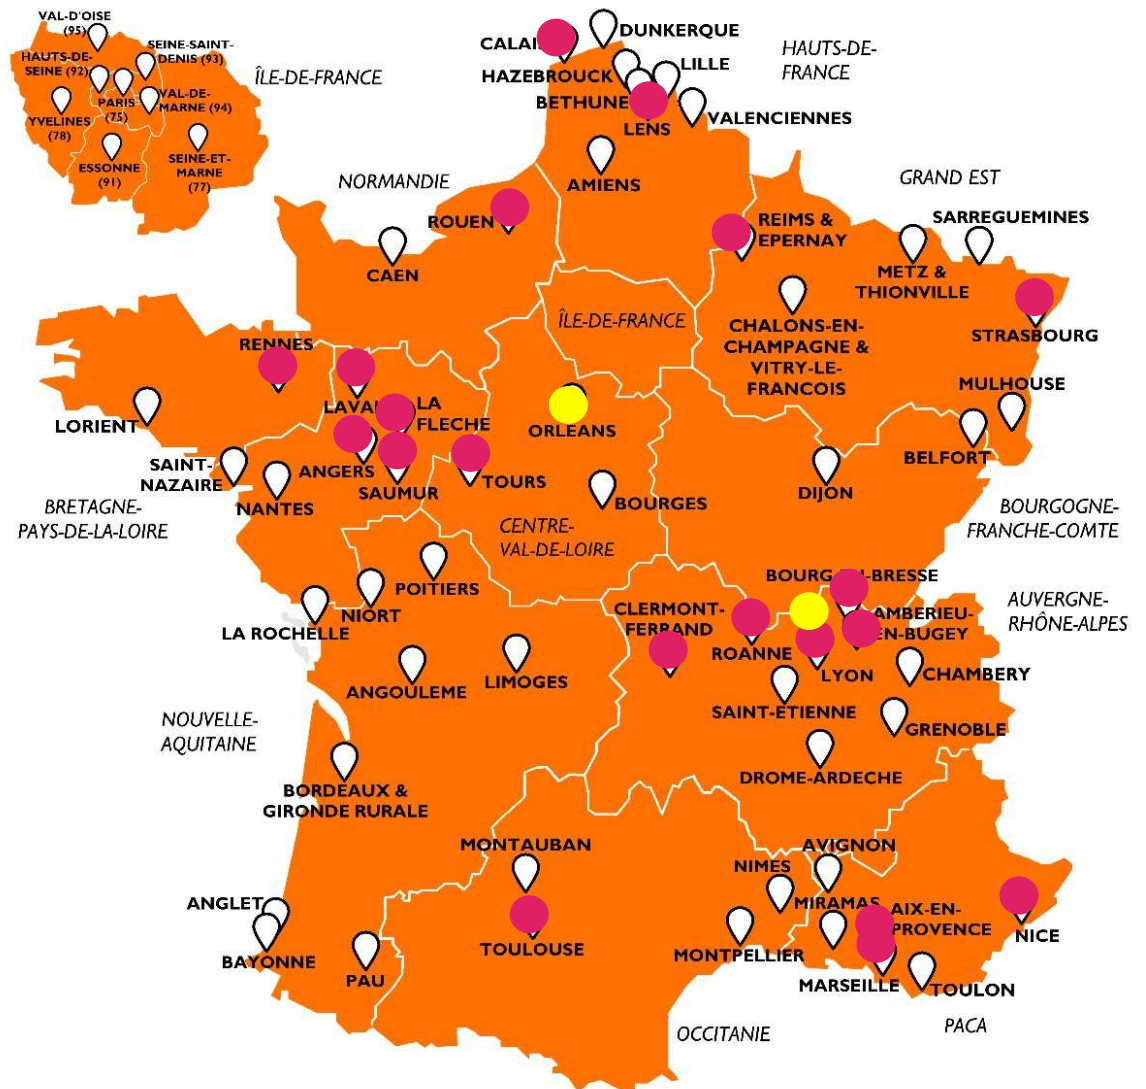 VAL-D'OISE
(95)
SEINE-SAINT-
DENIS (93)
HAUTS-DE-
SEINE (92)
ÎLE-DE-FRANCE
PARIS
(75)
VAL-DE-
MARNE (94)
YVELINES
(78)
ESSONNE
(91)
SEINE-ET-
MARNE
(77)
DUNKERQUE
HAUTS-DE-
FRANCE
HAZEBROUCK
LILLE
BETHUNE
LENS
VALENCIENNES
AMIENS
NORMANDIE
GRAND EST
ROUEN
REIMS &
EPERNAY
SARREGUEMINES
CAEN
METZ &
THIONVILLE
ÎLE-DE-FRANCE
CHALONS-EN-
CHAMPAGNE &
VITRY-LE-
FRANCOIS
STRASBOURG
RENNES
MULHOUSE
LORIENT
LA
FLECHE
ORLEANS
BELFORT
SAINT-
NAZAIRE
ANGERS
SAUMUR
TOURS
DIJON
NANTES
BOURGES
BRETAGNE-
PAYS-DE-LA-LOIRE
CENTRE-
VAL-DE-LOIRE
BOURGOGNE-
FRANCHE-COMTE
POITIERS
NIORT
LA ROCHELLE
CLERMONT-
FERRAND
AUVERGNE-
RHÔNE-ALPES
ROANNE
LYON
CHAMBERY
ANGOULEME
LIMOGES
SAINT-ETIENNE
GRENOBLE
NOUVELLE-
AQUITAINE
DROME-ARDECHE
BORDEAUX &
GIRONDE RURALE
MONTAUBAN
AVIGNON
NIMES
MIRAMAS
ANGLET
AIX-EN-
PROVENCE
NICE
BAYONNE
TOULOUSE
MONTPELLIER
PAU
MARSEILLE
TOULON
OCCITANIE
PACA